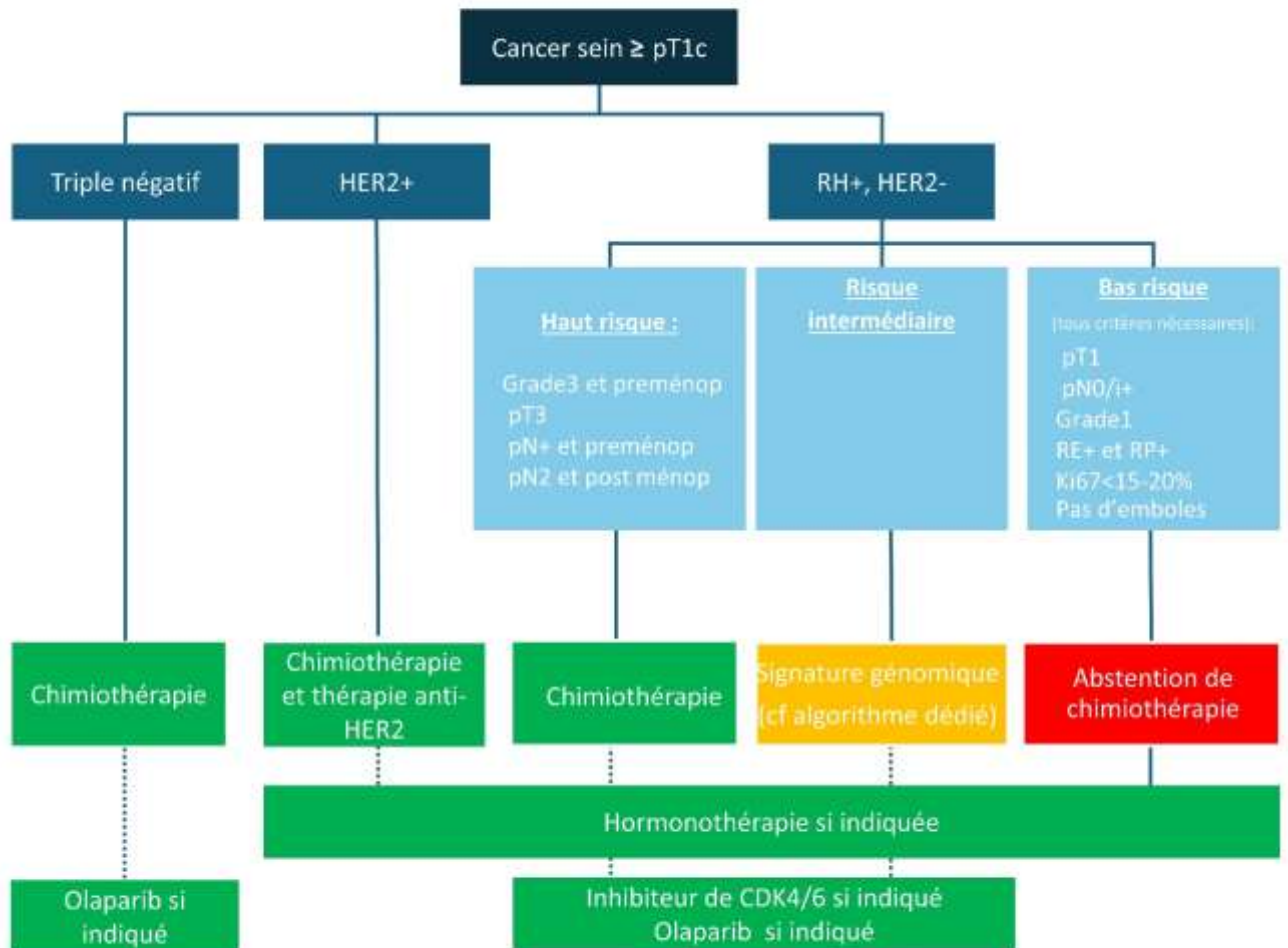 Cancer sein ≥ pT1c
Triple négatif
HER2+
RH+, HER2-
Haut risque :
Grade3 et preménop
pT3
pN+ et preménop
pN2 et post ménop
Risque
intermédiaire
Bas risque
(tous critères nécessaires):
pT1
pN0/i+
Grade1
RE+ et RP+
Ki67<15-20%
Pas d'emboles
Chimiothérapie
Chimiothérapie
et thérapie anti-
HER2
Chimiothérapie
Signature génomique
(cf algorithme dédié)
Abstention de
chimiothérapie
Hormonothérapie si indiquée
Olaparib si
indiqué
Inhibiteur de CDK4/6 si indiqué
Olaparib si indiqué